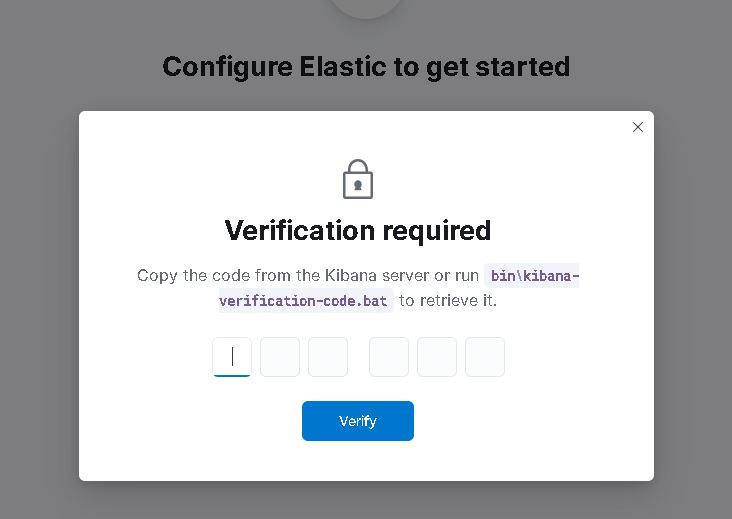 Configure Elastic to get started
Verification required
Copy the code from the Kibana server or run bin\kibana-
verification-code.bat to retrieve it.
Verify